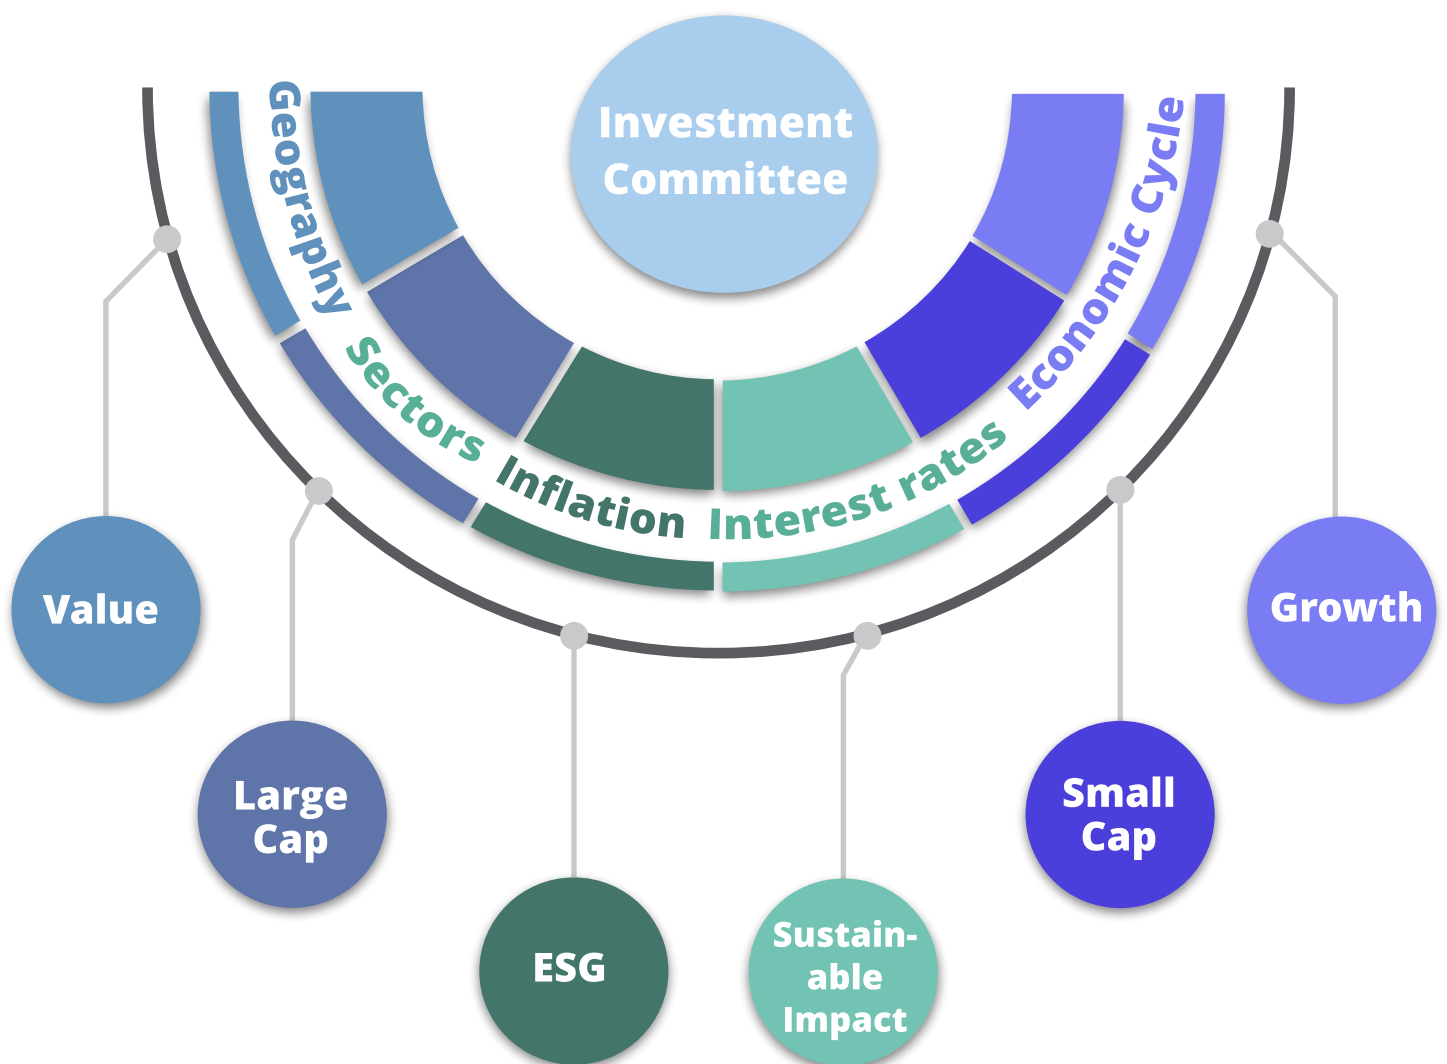 Investment
Committee
Geography
Sectors
Inflation
Interest rates
Economic Cycle
Value
Large
Cap
ESG
Sustain-
able
Impact
Small
Cap
Growth